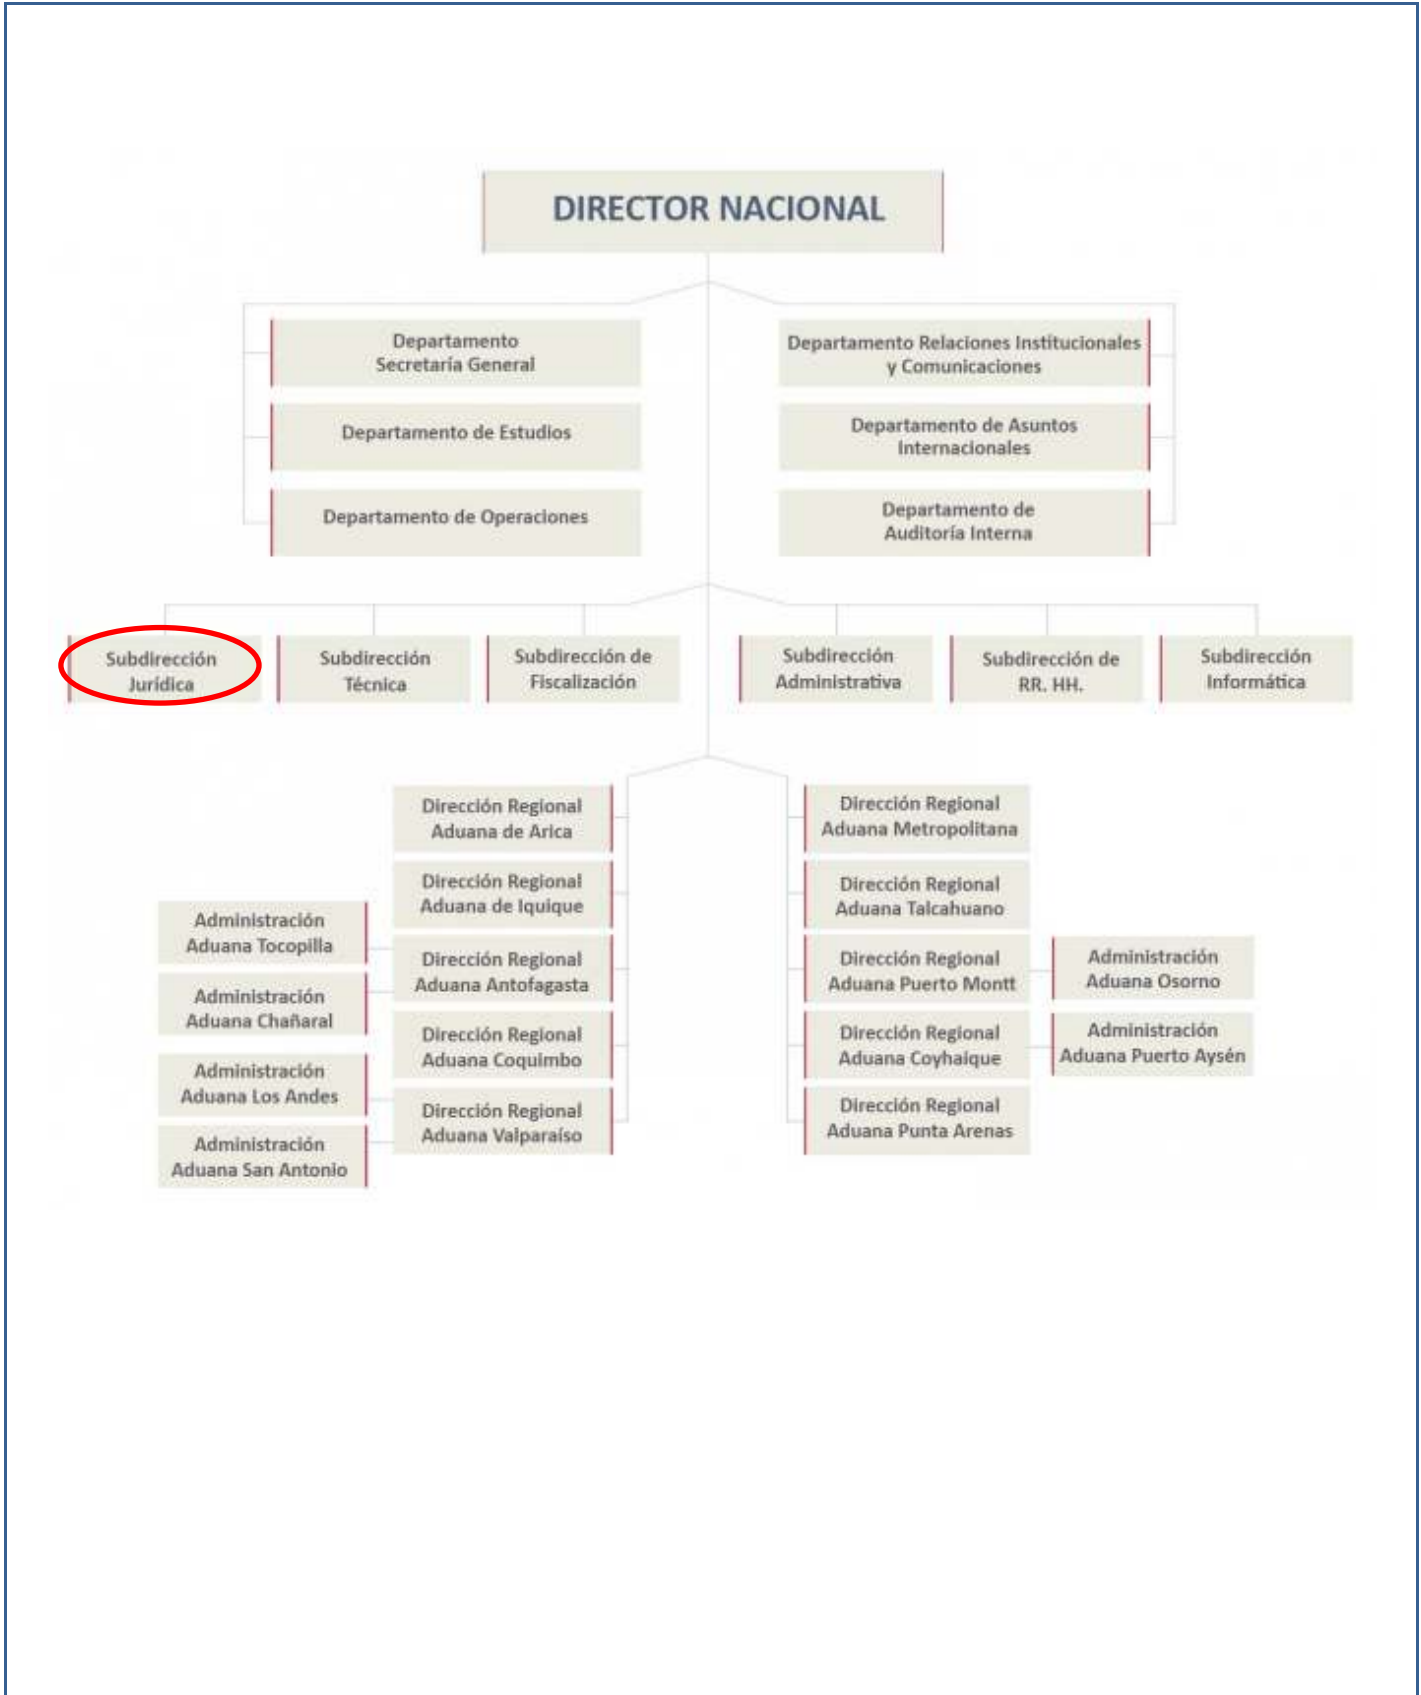 DIRECTOR NACIONAL
Departamento
Secretaría General
Departamento Relaciones Institucionales
y Comunicaciones
Departamento de Estudios
Departamento de Asuntos
Internacionales
Departamento de Operaciones
Departamento de
Auditoría Interna
Subdirección
Jurídica
Subdirección
Técnica
Subdirección de
Fiscalización
Subdirección
Administrativa
Subdirección de
RR. HH.
Subdirección
Informática
Dirección Regional
Aduana de Arica
Dirección Regional
Aduana de Iquique
Dirección Regional
Aduana Antofagasta
Dirección Regional
Aduana Coquimbo
Dirección Regional
Aduana Valparaíso
Administración
Aduana Tocopilla
Administración
Aduana Chañaral
Administración
Aduana Los Andes
Administración
Aduana San Antonio
Dirección Regional
Aduana Metropolitana
Dirección Regional
Aduana Talcahuano
Dirección Regional
Aduana Puerto Montt
Dirección Regional
Aduana Coyhaique
Dirección Regional
Aduana Punta Arenas
Administración
Aduana Osorno
Administración
Aduana Puerto Aysén